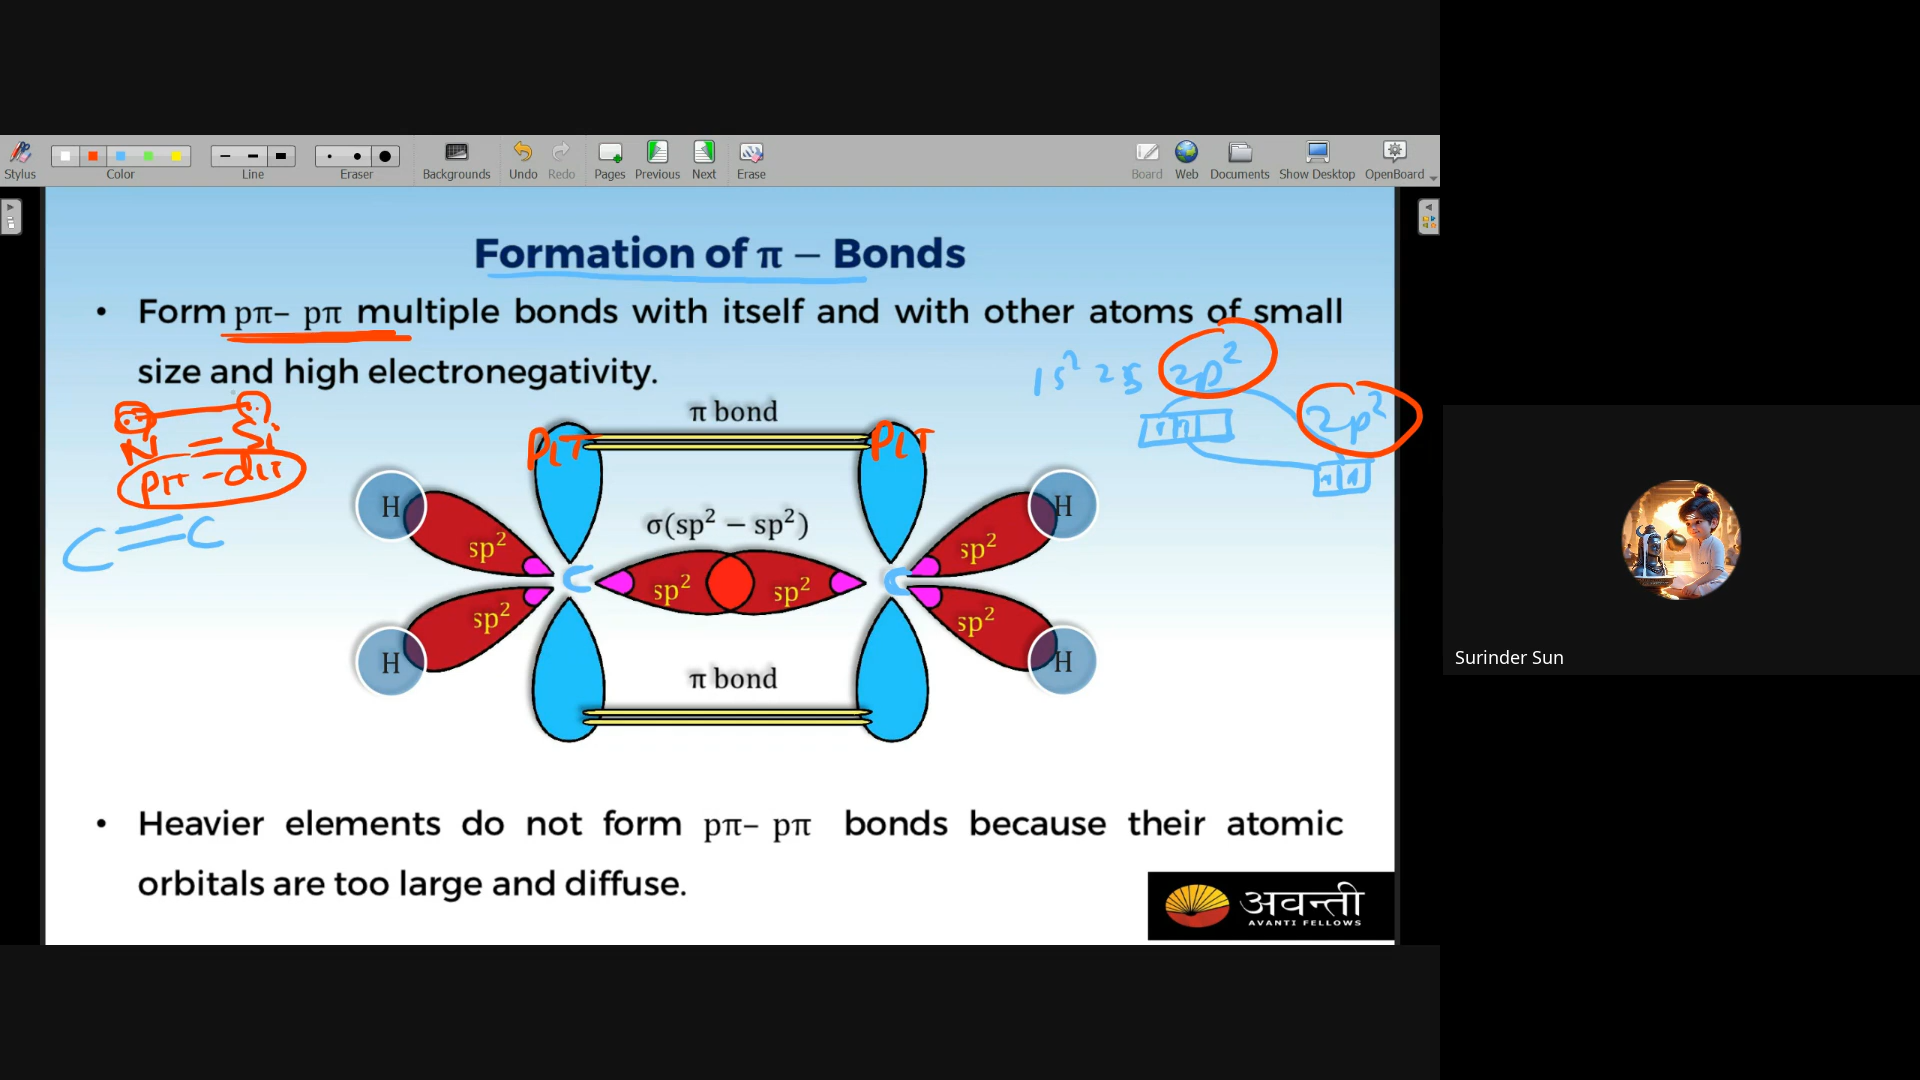 Stylus
Color
Line
Eraser
Backgrounds
Undo
Redo
Pages
Previous
Next
Erase
Board
Web
Documents
Show Desktop
OpenBoard
Formation of π – Bonds
• Form pπ– pπ multiple bonds with itself and with other atoms of small
size and high electronegativity.
1s² 2s 2p²
2p²
N = Si
pπ -dπ
C = C
π bond
pπ
pπ
H
H
sp²
sp²
σ(sp² – sp²)
C
sp²
sp²
C
sp²
sp²
H
H
π bond
• Heavier elements do not form pπ– pπ bonds because their atomic
orbitals are too large and diffuse.
अवन्ती
AVANTI FELLOWS
Surinder Sun